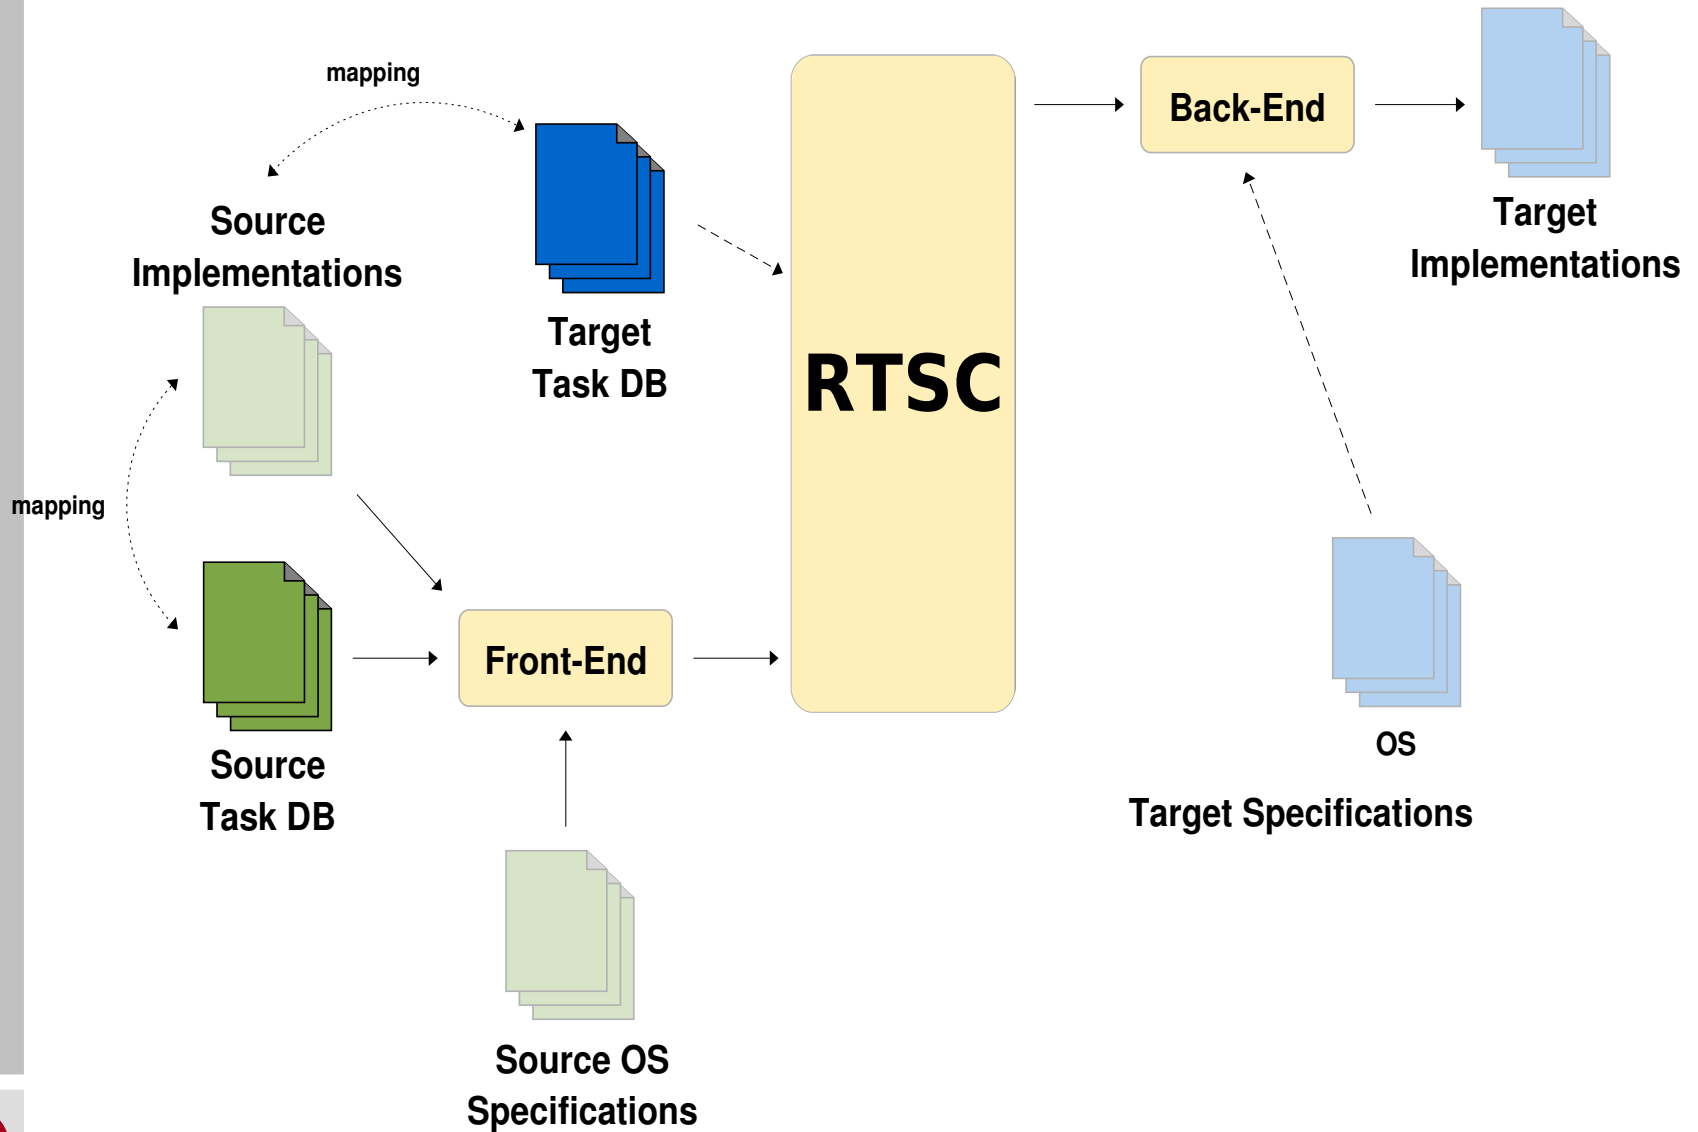 mapping
Back-End
Source
Implementations
Target
Implementations
Target
Task DB
RTSC
mapping
Front-End
Source
Task DB
OS
Target Specifications
Source OS
Specifications